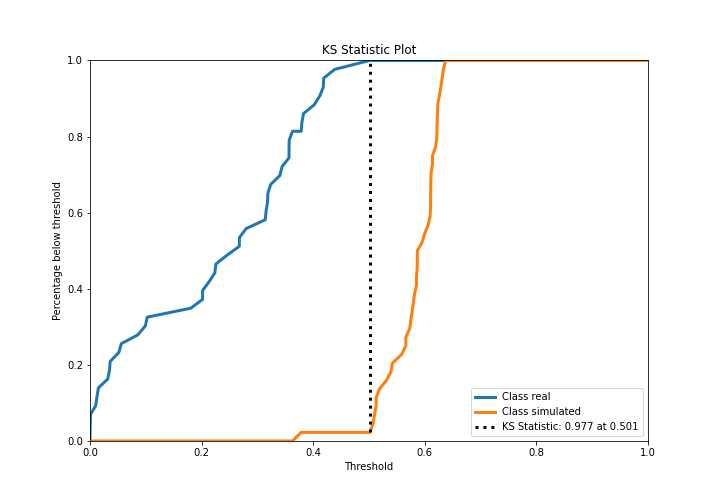 KS Statistic Plot
1.0
0.8
0.6
0.4
0.2
0.0
Percentage below threshold
0.0 0.2 0.4 0.6 0.8 1.0
Threshold
Class real
Class simulated
KS Statistic: 0.977 at 0.501